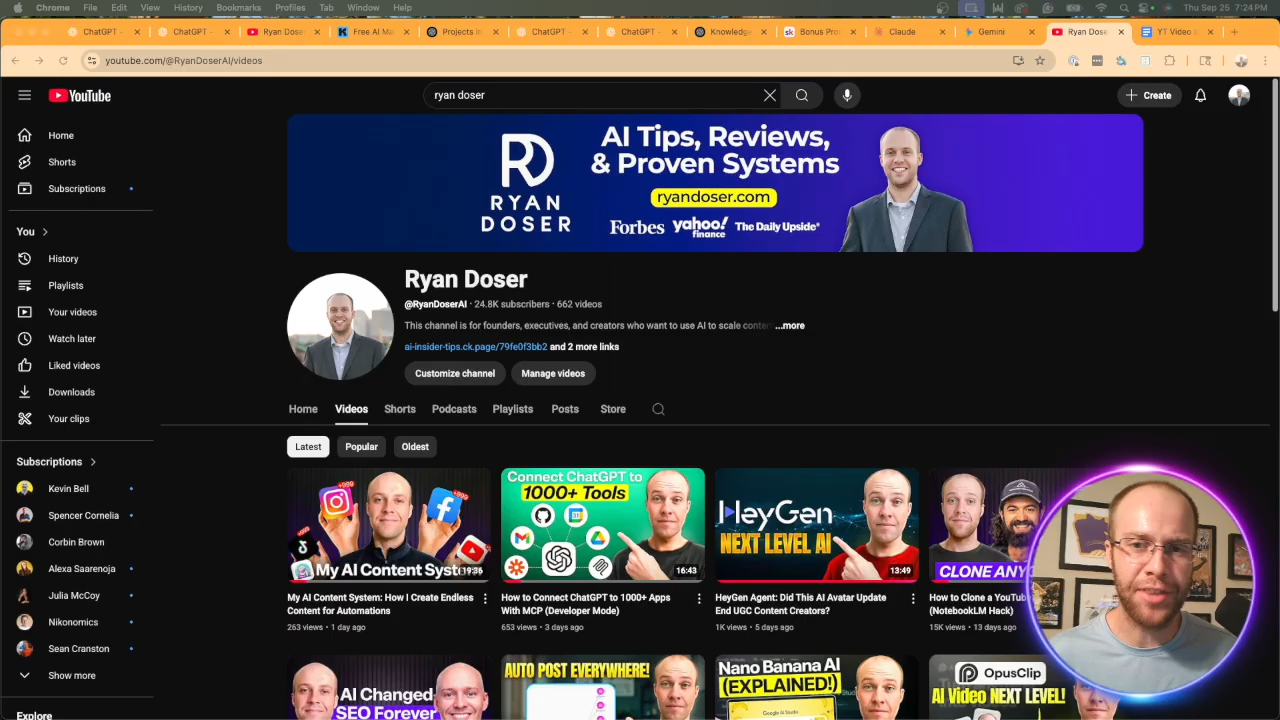 Chrome File Edit View History Bookmarks Profiles Tab Window Help Thu Sep 25 7:24 PM
ChatGPT - ChatGPT - Ryan Dose Free AI Ma Projects in ChatGPT - ChatGPT - Knowledge Bonus Pro Claude Gemini Ryan Dose YT Video
youtube.com/@RyanDoserAI/videos
YouTube
ryan doser
Create
Home
Shorts
Subscriptions
You
History
Playlists
Your videos
Watch later
Liked videos
Downloads
Your clips
Subscriptions
Kevin Bell
Spencer Cornelia
Corbin Brown
Alexa Saarenoja
Julia McCoy
Nikonomics
Sean Cranston
Show more
Explore
RD
RYAN
DOSER
AI Tips, Reviews,
& Proven Systems
ryandoser.com
Forbes yahoo! finance The Daily Upside
Ryan Doser
@RyanDoserAI · 24.8K subscribers · 662 videos
This channel is for founders, executives, and creators who want to use AI to scale conten ...more
ai-insider-tips.ck.page/79fe0f3bb2 and 2 more links
Customize channel Manage videos
Home Videos Shorts Podcasts Playlists Posts Store
Latest Popular Oldest
+999
+999
My AI Content Syst
19:36
My AI Content System: How I Create Endless
Content for Automations
263 views · 1 day ago
Connect ChatGPT to
1000+ Tools
16:43
How to Connect ChatGPT to 1000+ Apps
With MCP (Developer Mode)
653 views · 3 days ago
HeyGen
NEXT LEVEL AI
13:49
HeyGen Agent: Did This AI Avatar Update
End UGC Content Creators?
1K views · 5 days ago
CLONE ANY
How to Clone a YouTub
(NotebookLM Hack)
15K views · 13 days ago
AI Changed
SEO Forever
AUTO POST EVERYWHERE!
Nano Banana AI
(EXPLAINED!)
Google AI Studio
OpusClip
AI Video NEXT LEVEL!